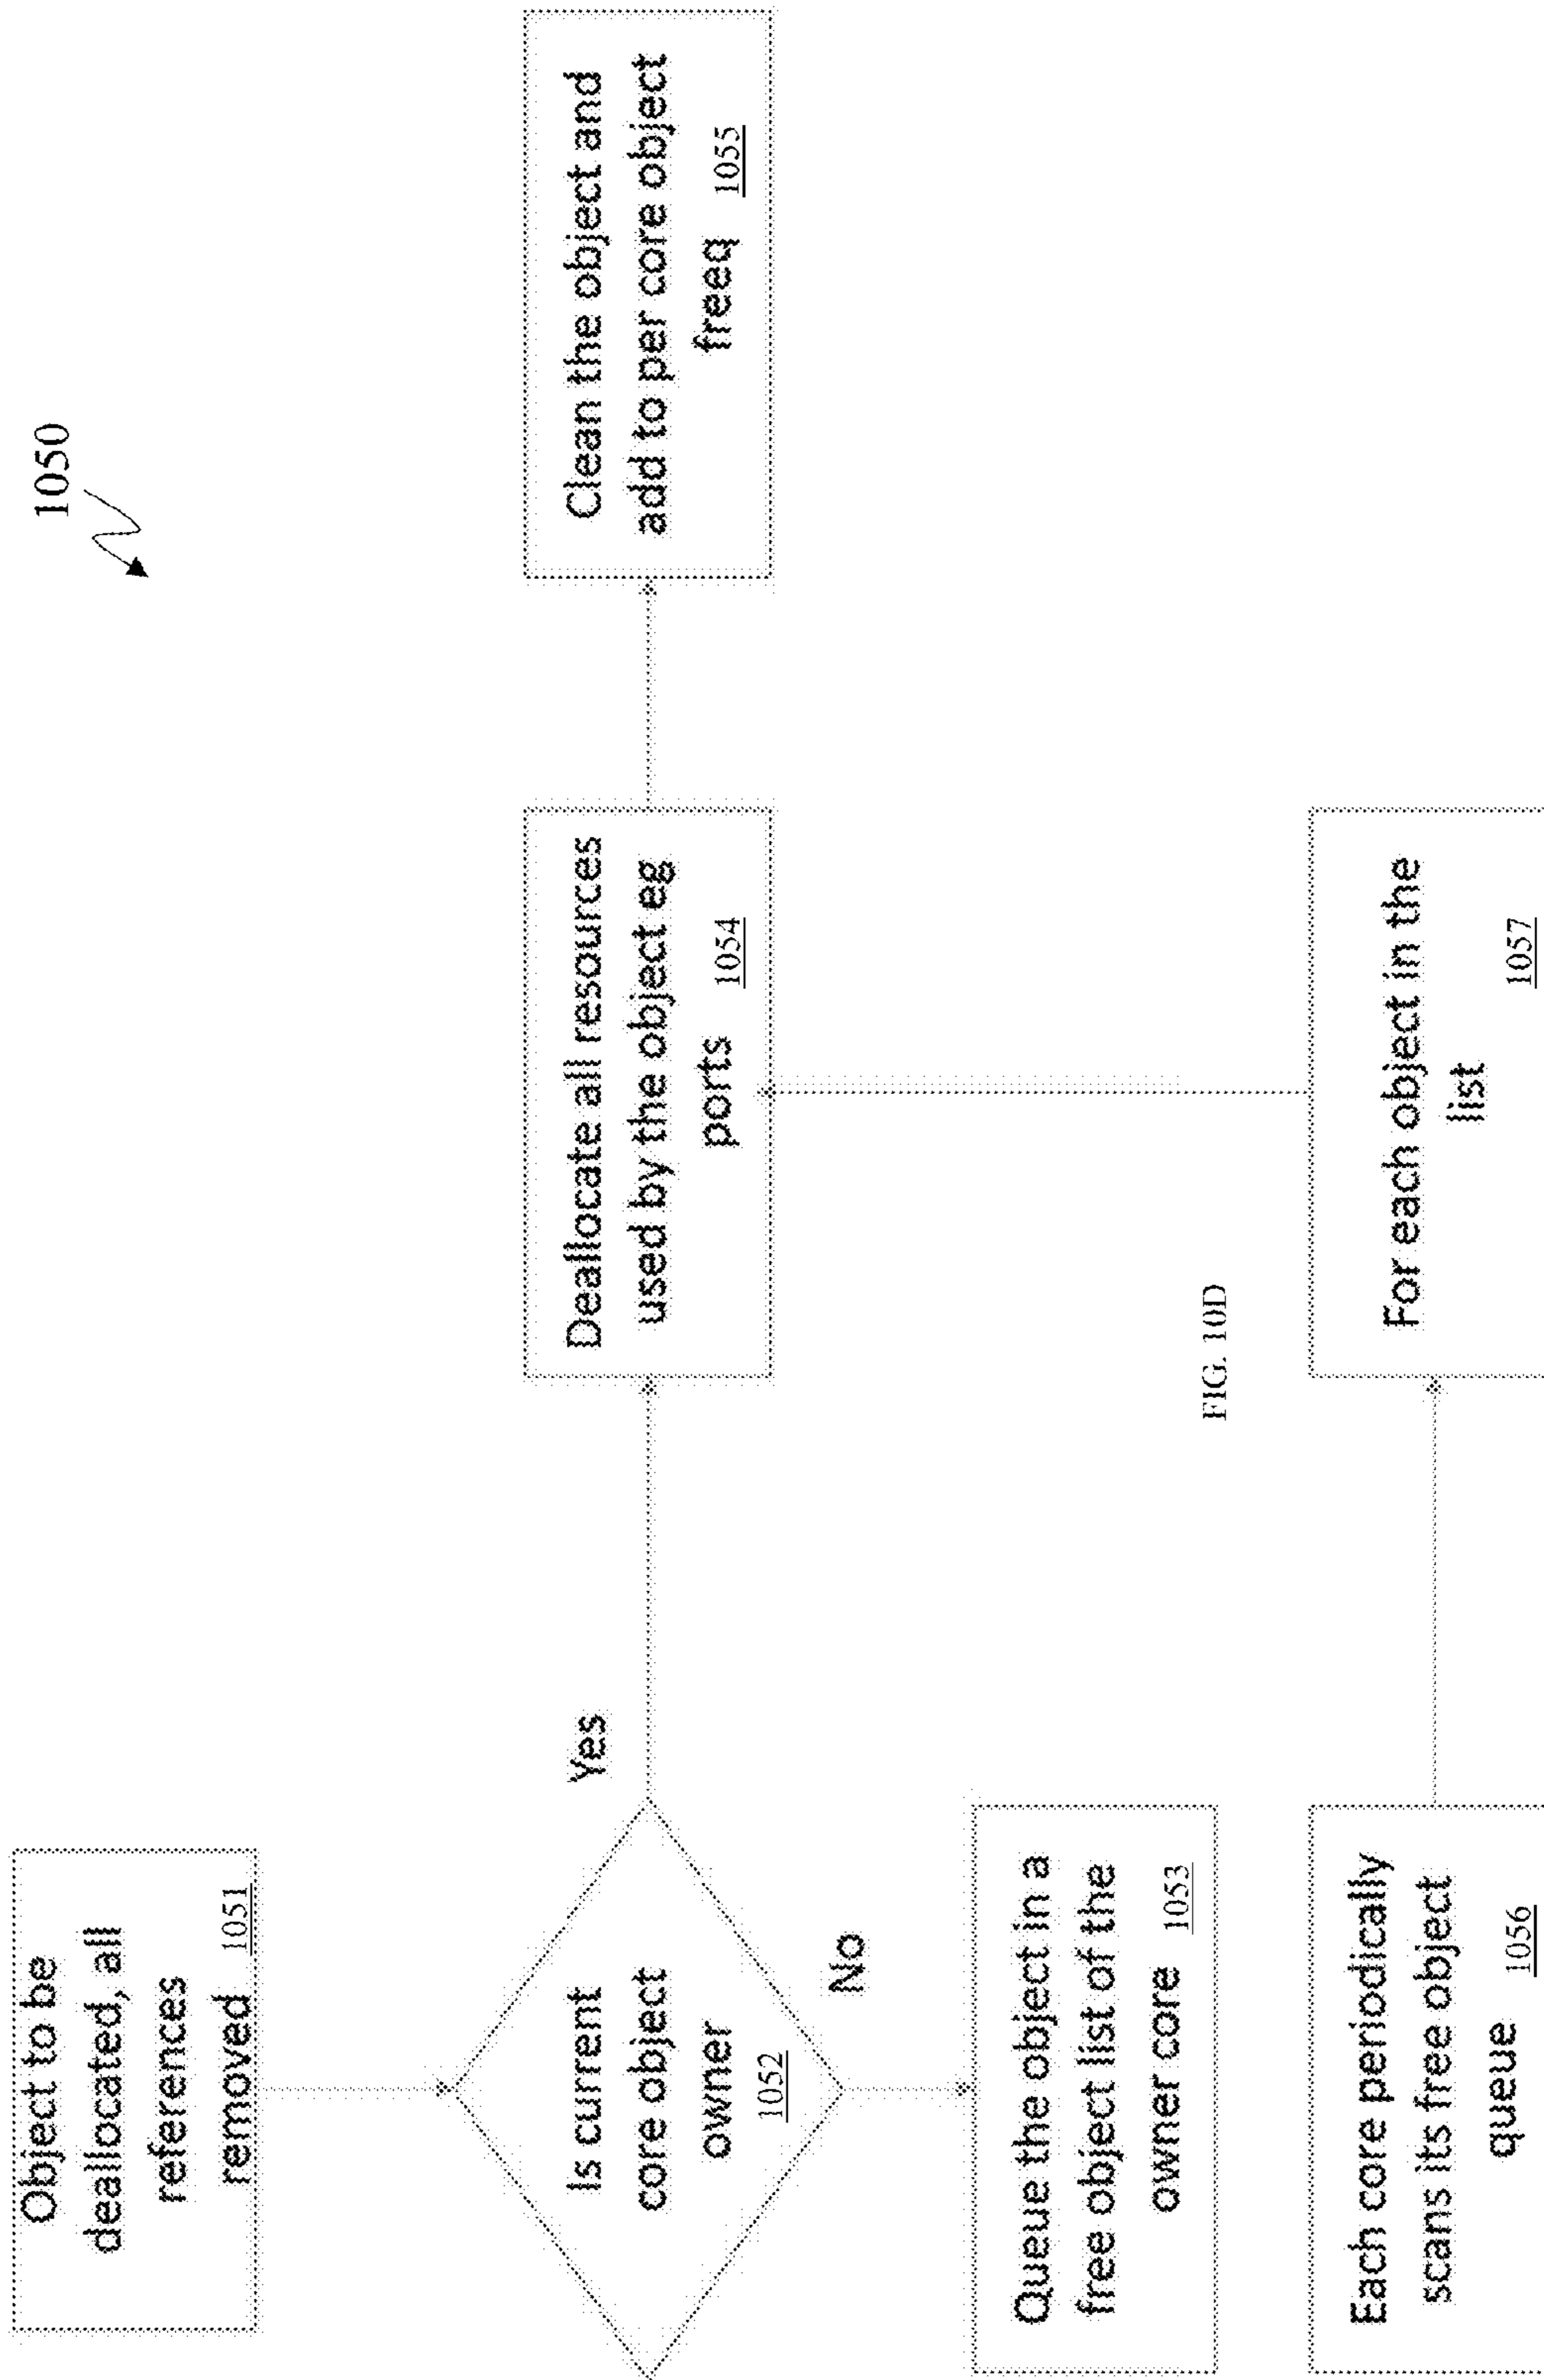 1050
Object to be
deallocated, all
references
removed
1051
Is current
core object
owner
1052
Yes
No
Deallocate all resources
used by the object eg
ports 1054
Clean the object and
add to per core object
freeq 1055
Queue the object in a
free object list of the
owner core 1053
Each core periodically
scans its free object
queue 1056
For each object in the
list
1057
FIG. 10D